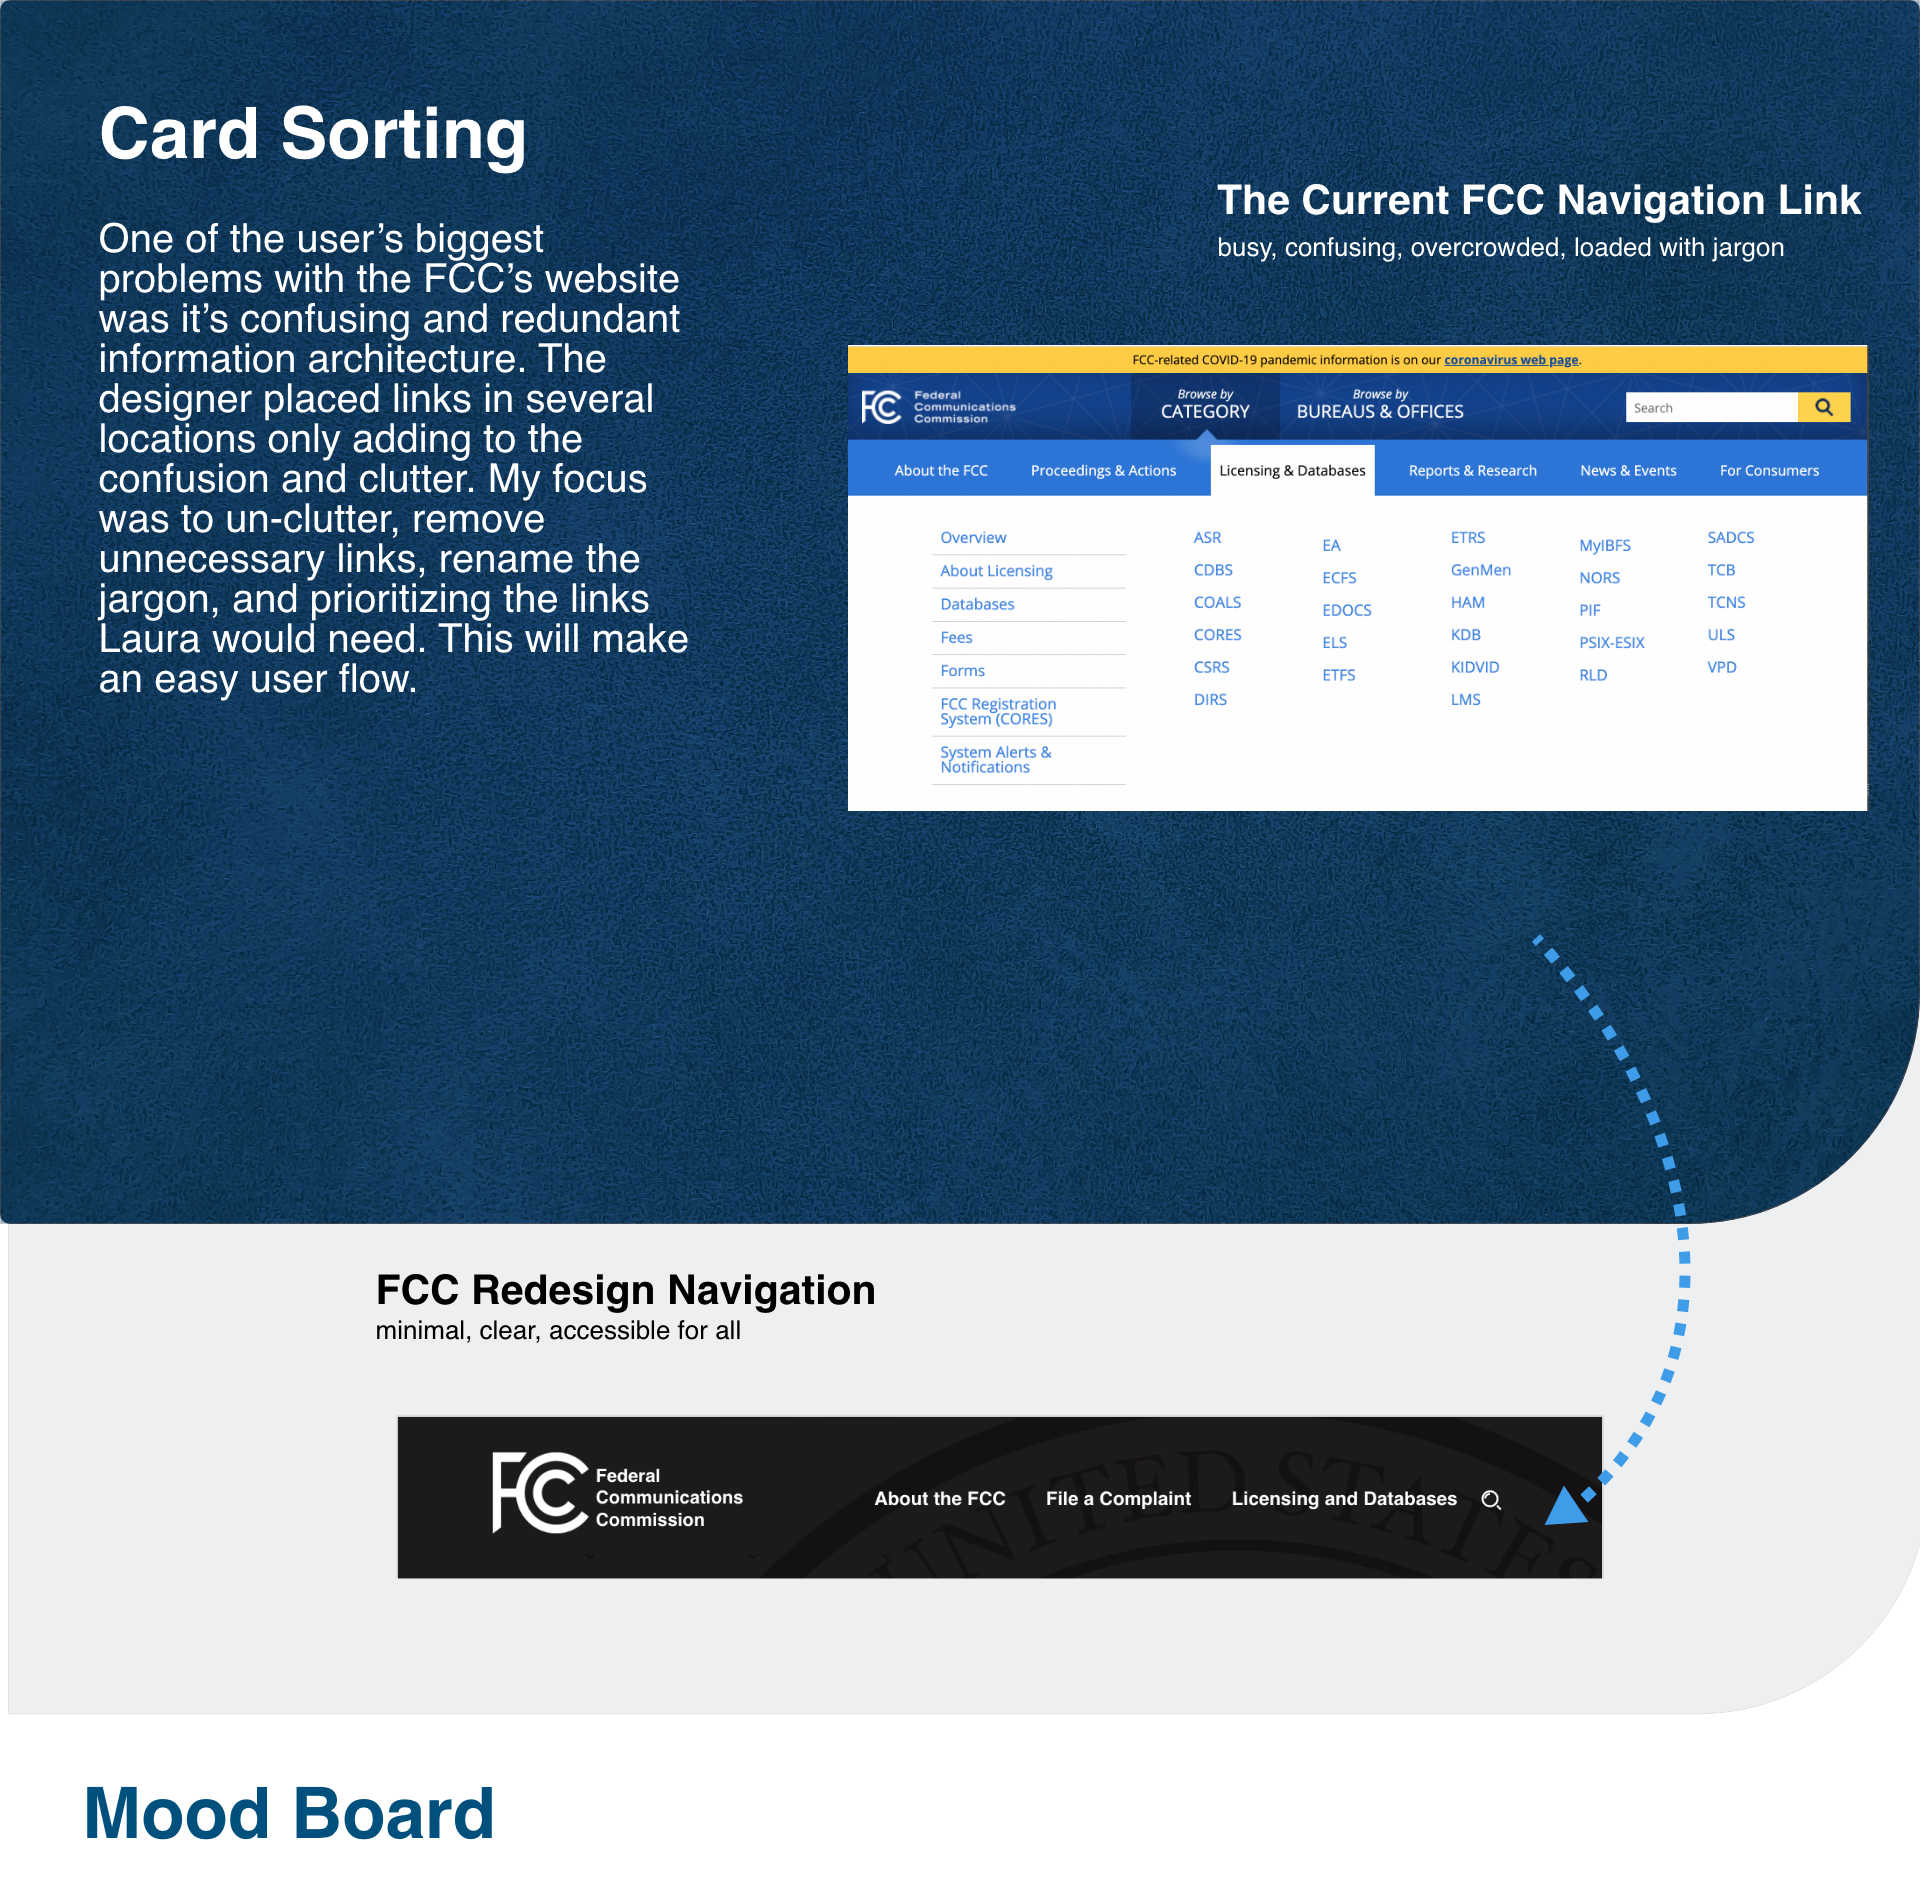 Card Sorting
One of the user's biggest
problems with the FCC's website
was it's confusing and redundant
information architecture. The
designer placed links in several
locations only adding to the
confusion and clutter. My focus
was to un-clutter, remove
unnecessary links, rename the
jargon, and prioritizing the links
Laura would need. This will make
an easy user flow.
The Current FCC Navigation Link
busy, confusing, overcrowded, loaded with jargon
FCC-related COVID-19 pandemic information is on our coronavirus web page.
FCC
Federal
Communications
Commission
Browse by
CATEGORY
Browse by
BUREAUS & OFFICES
Search
About the FCC
Proceedings & Actions
Licensing & Databases
Reports & Research
News & Events
For Consumers
Overview
About Licensing
Databases
Fees
Forms
FCC Registration
System (CORES)
System Alerts &
Notifications
ASR
CDBS
COALS
CORES
CSRS
DIRS
EA
ECFS
EDOCS
ELS
ETFS
ETRS
GenMen
HAM
KDB
KIDVID
LMS
MyIBFS
NORS
PIF
PSIX-ESIX
RLD
SADCS
TCB
TCNS
ULS
VPD
FCC Redesign Navigation
minimal, clear, accessible for all
FCC
Federal
Communications
Commission
About the FCC
File a Complaint
Licensing and Databases
UNITED STATES
Mood Board